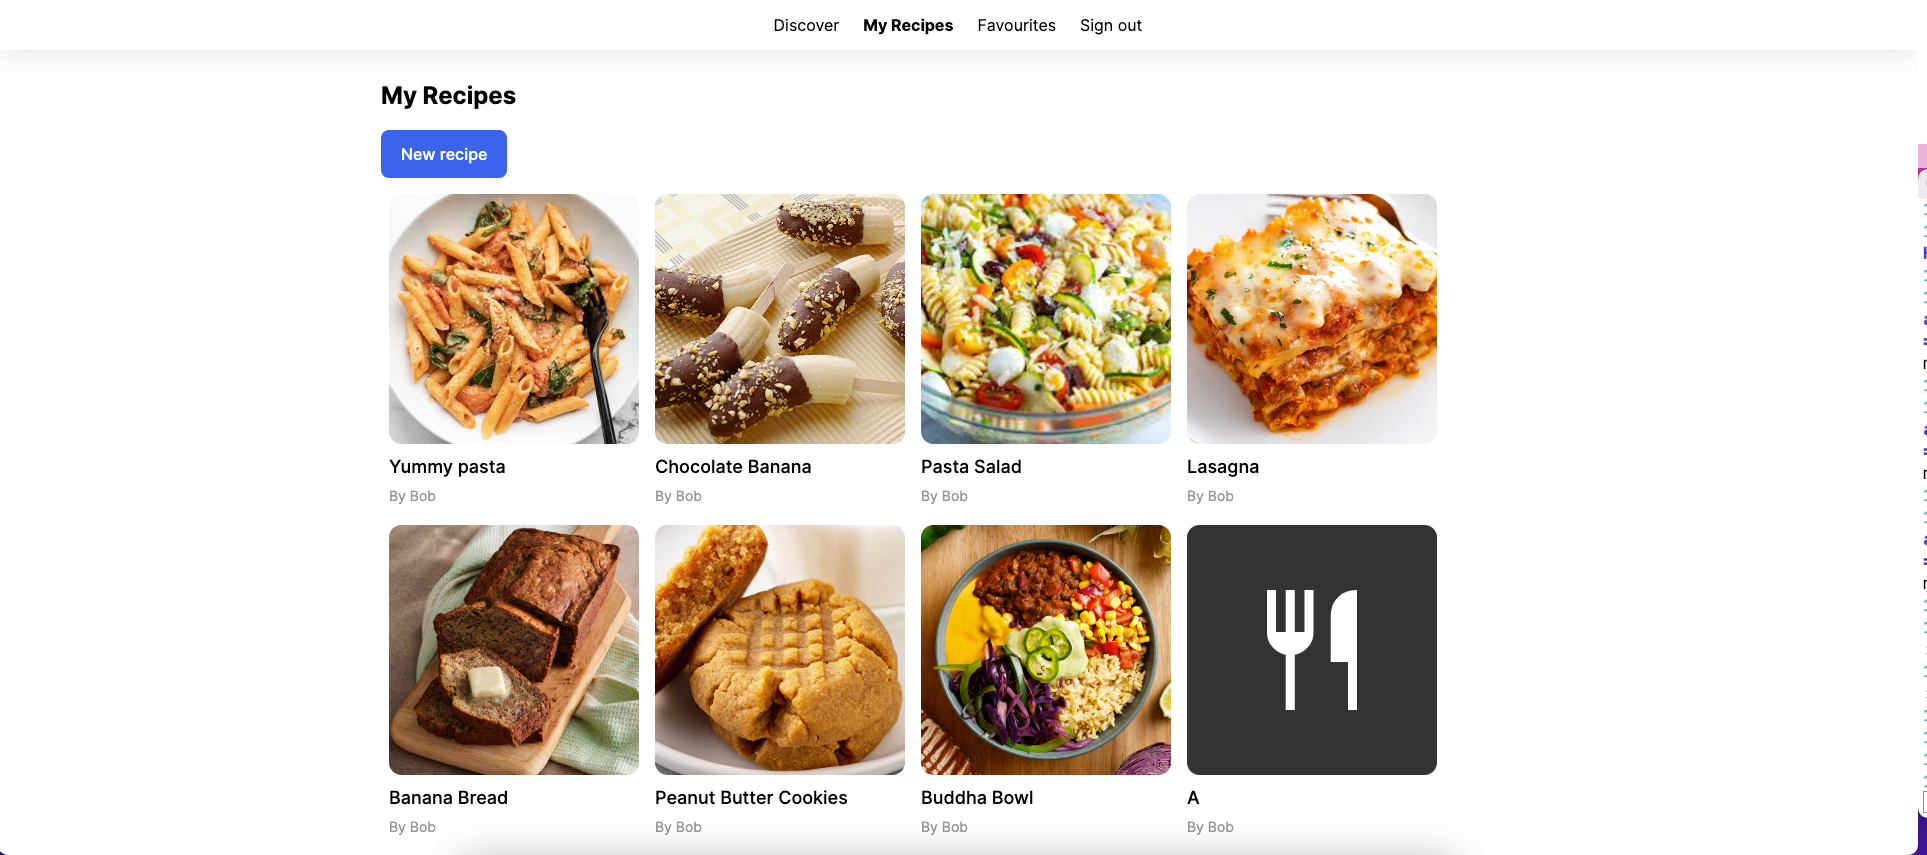 Discover My Recipes Favourites Sign out
My Recipes
New recipe
Yummy pasta
By Bob
Chocolate Banana
By Bob
Pasta Salad
By Bob
Lasagna
By Bob
Banana Bread
By Bob
Peanut Butter Cookies
By Bob
Buddha Bowl
By Bob
A
By Bob